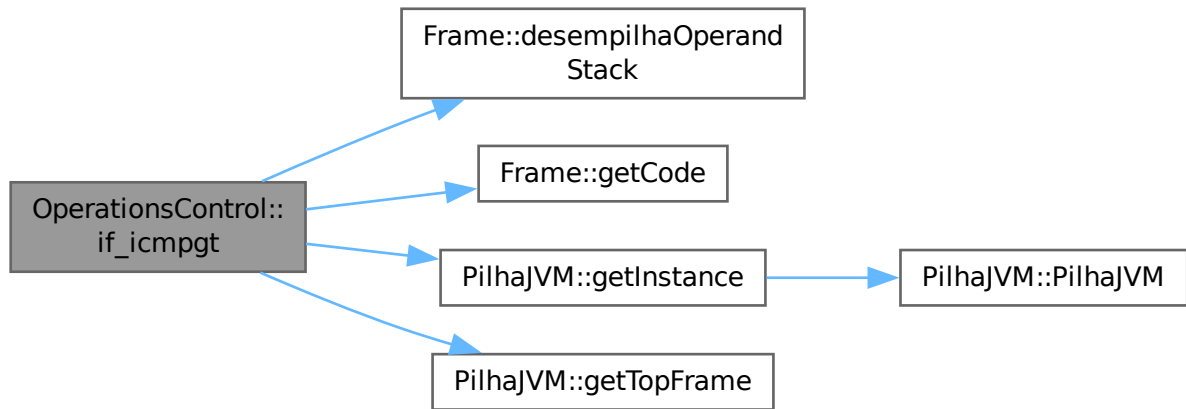 Frame::desempilhaOperand
Stack
OperationsControl::
if_icmpgt
Frame::getCode
PilhaJVM::getInstance
PilhaJVM::PilhaJVM
PilhaJVM::getTopFrame